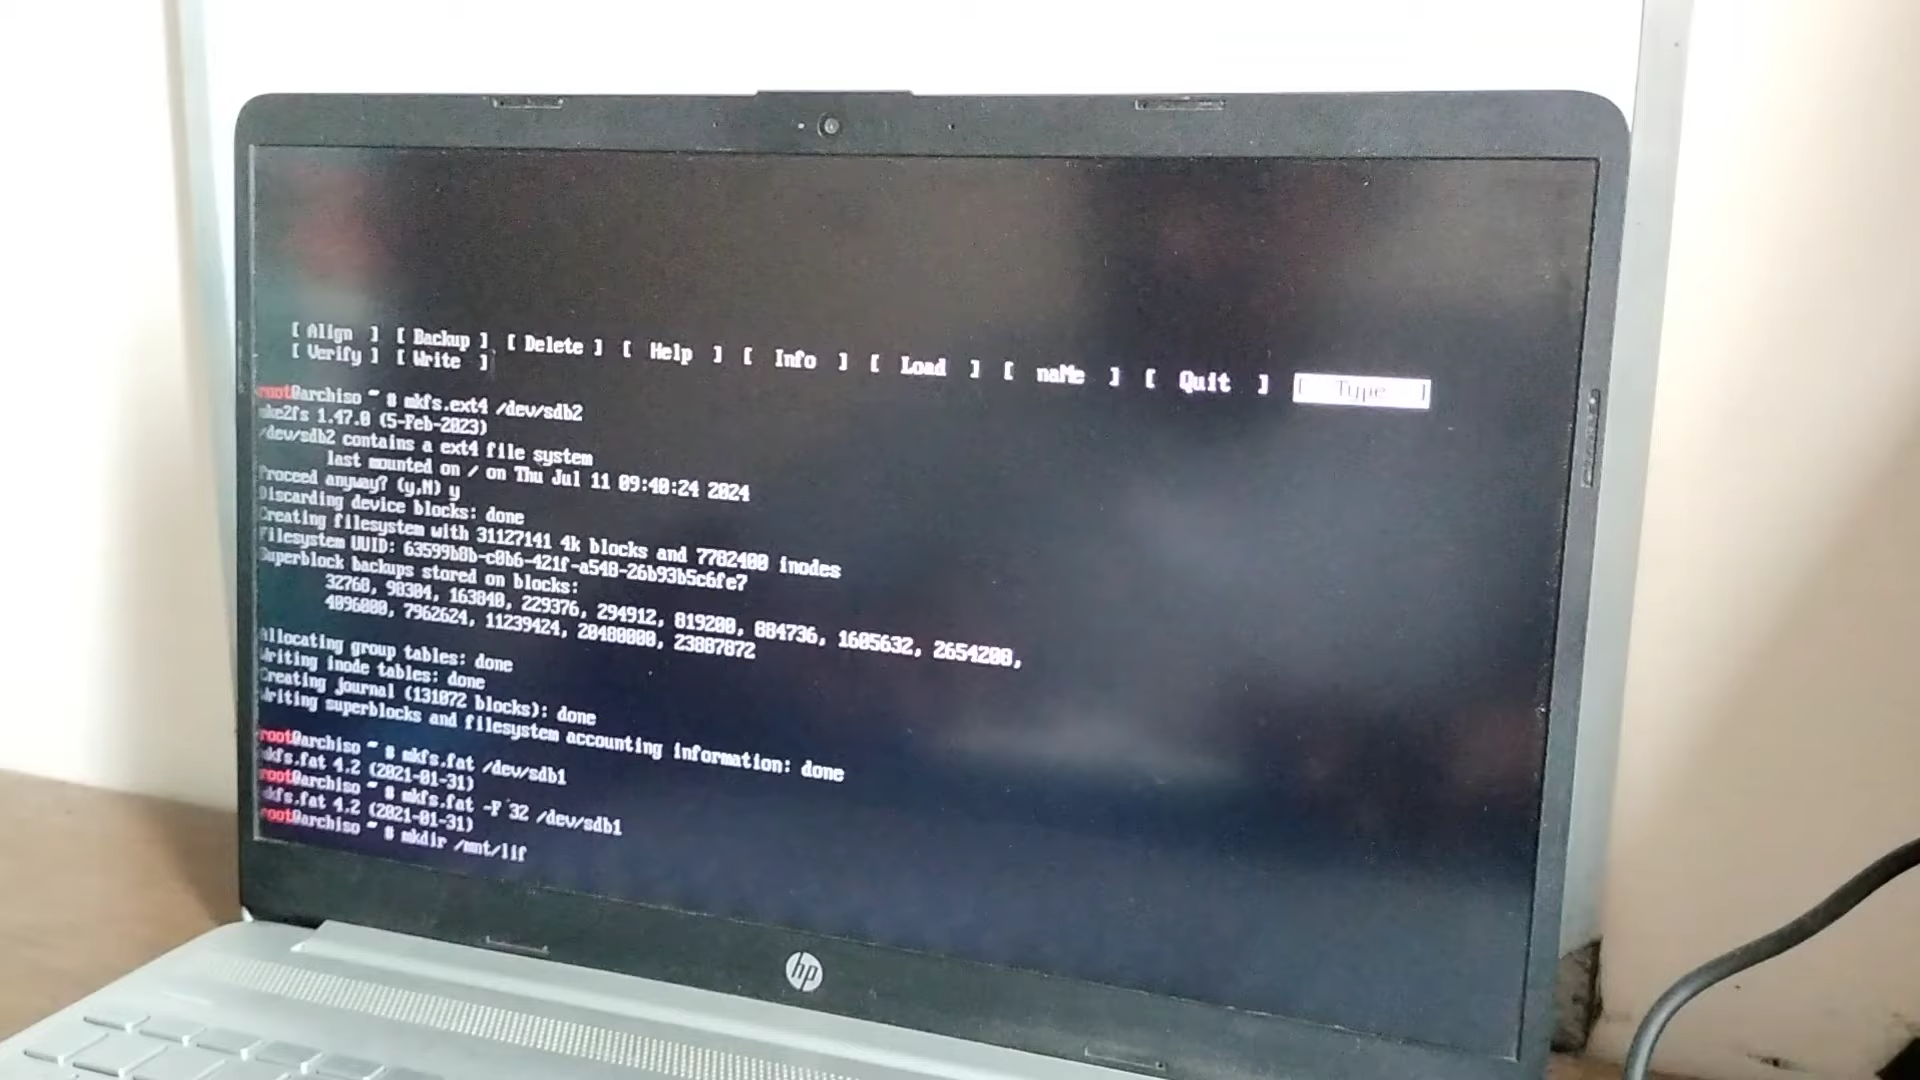 [ Align ] [ Backup ] [ Delete ] [ Help ] [ Info ] [ Load ] [ naMe ] [ Quit ] [ Type ]
[ Verify ] [ Write ]
root@archiso ~ # mkfs.ext4 /dev/sdb2
mke2fs 1.47.0 (5-Feb-2023)
/dev/sdb2 contains a ext4 file system
last mounted on / on Thu Jul 11 09:40:24 2024
Proceed anyway? (y,N) y
Discarding device blocks: done
Creating filesystem with 31127141 4k blocks and 7782400 inodes
Filesystem UUID: 63599b8b-c0b6-421f-a548-26b93b5c6fe7
Superblock backups stored on blocks:
32768, 98304, 163840, 229376, 294912, 819200, 884736, 1605632, 2654208,
4096000, 7962624, 11239424, 20480000, 23887872
Allocating group tables: done
Writing inode tables: done
Creating journal (131072 blocks): done
Writing superblocks and filesystem accounting information: done
root@archiso ~ # mkfs.fat /dev/sdb1
mkfs.fat 4.2 (2021-01-31)
root@archiso ~ # mkfs.fat -F 32 /dev/sdb1
mkfs.fat 4.2 (2021-01-31)
root@archiso ~ # mkdir /mnt/lif
hp